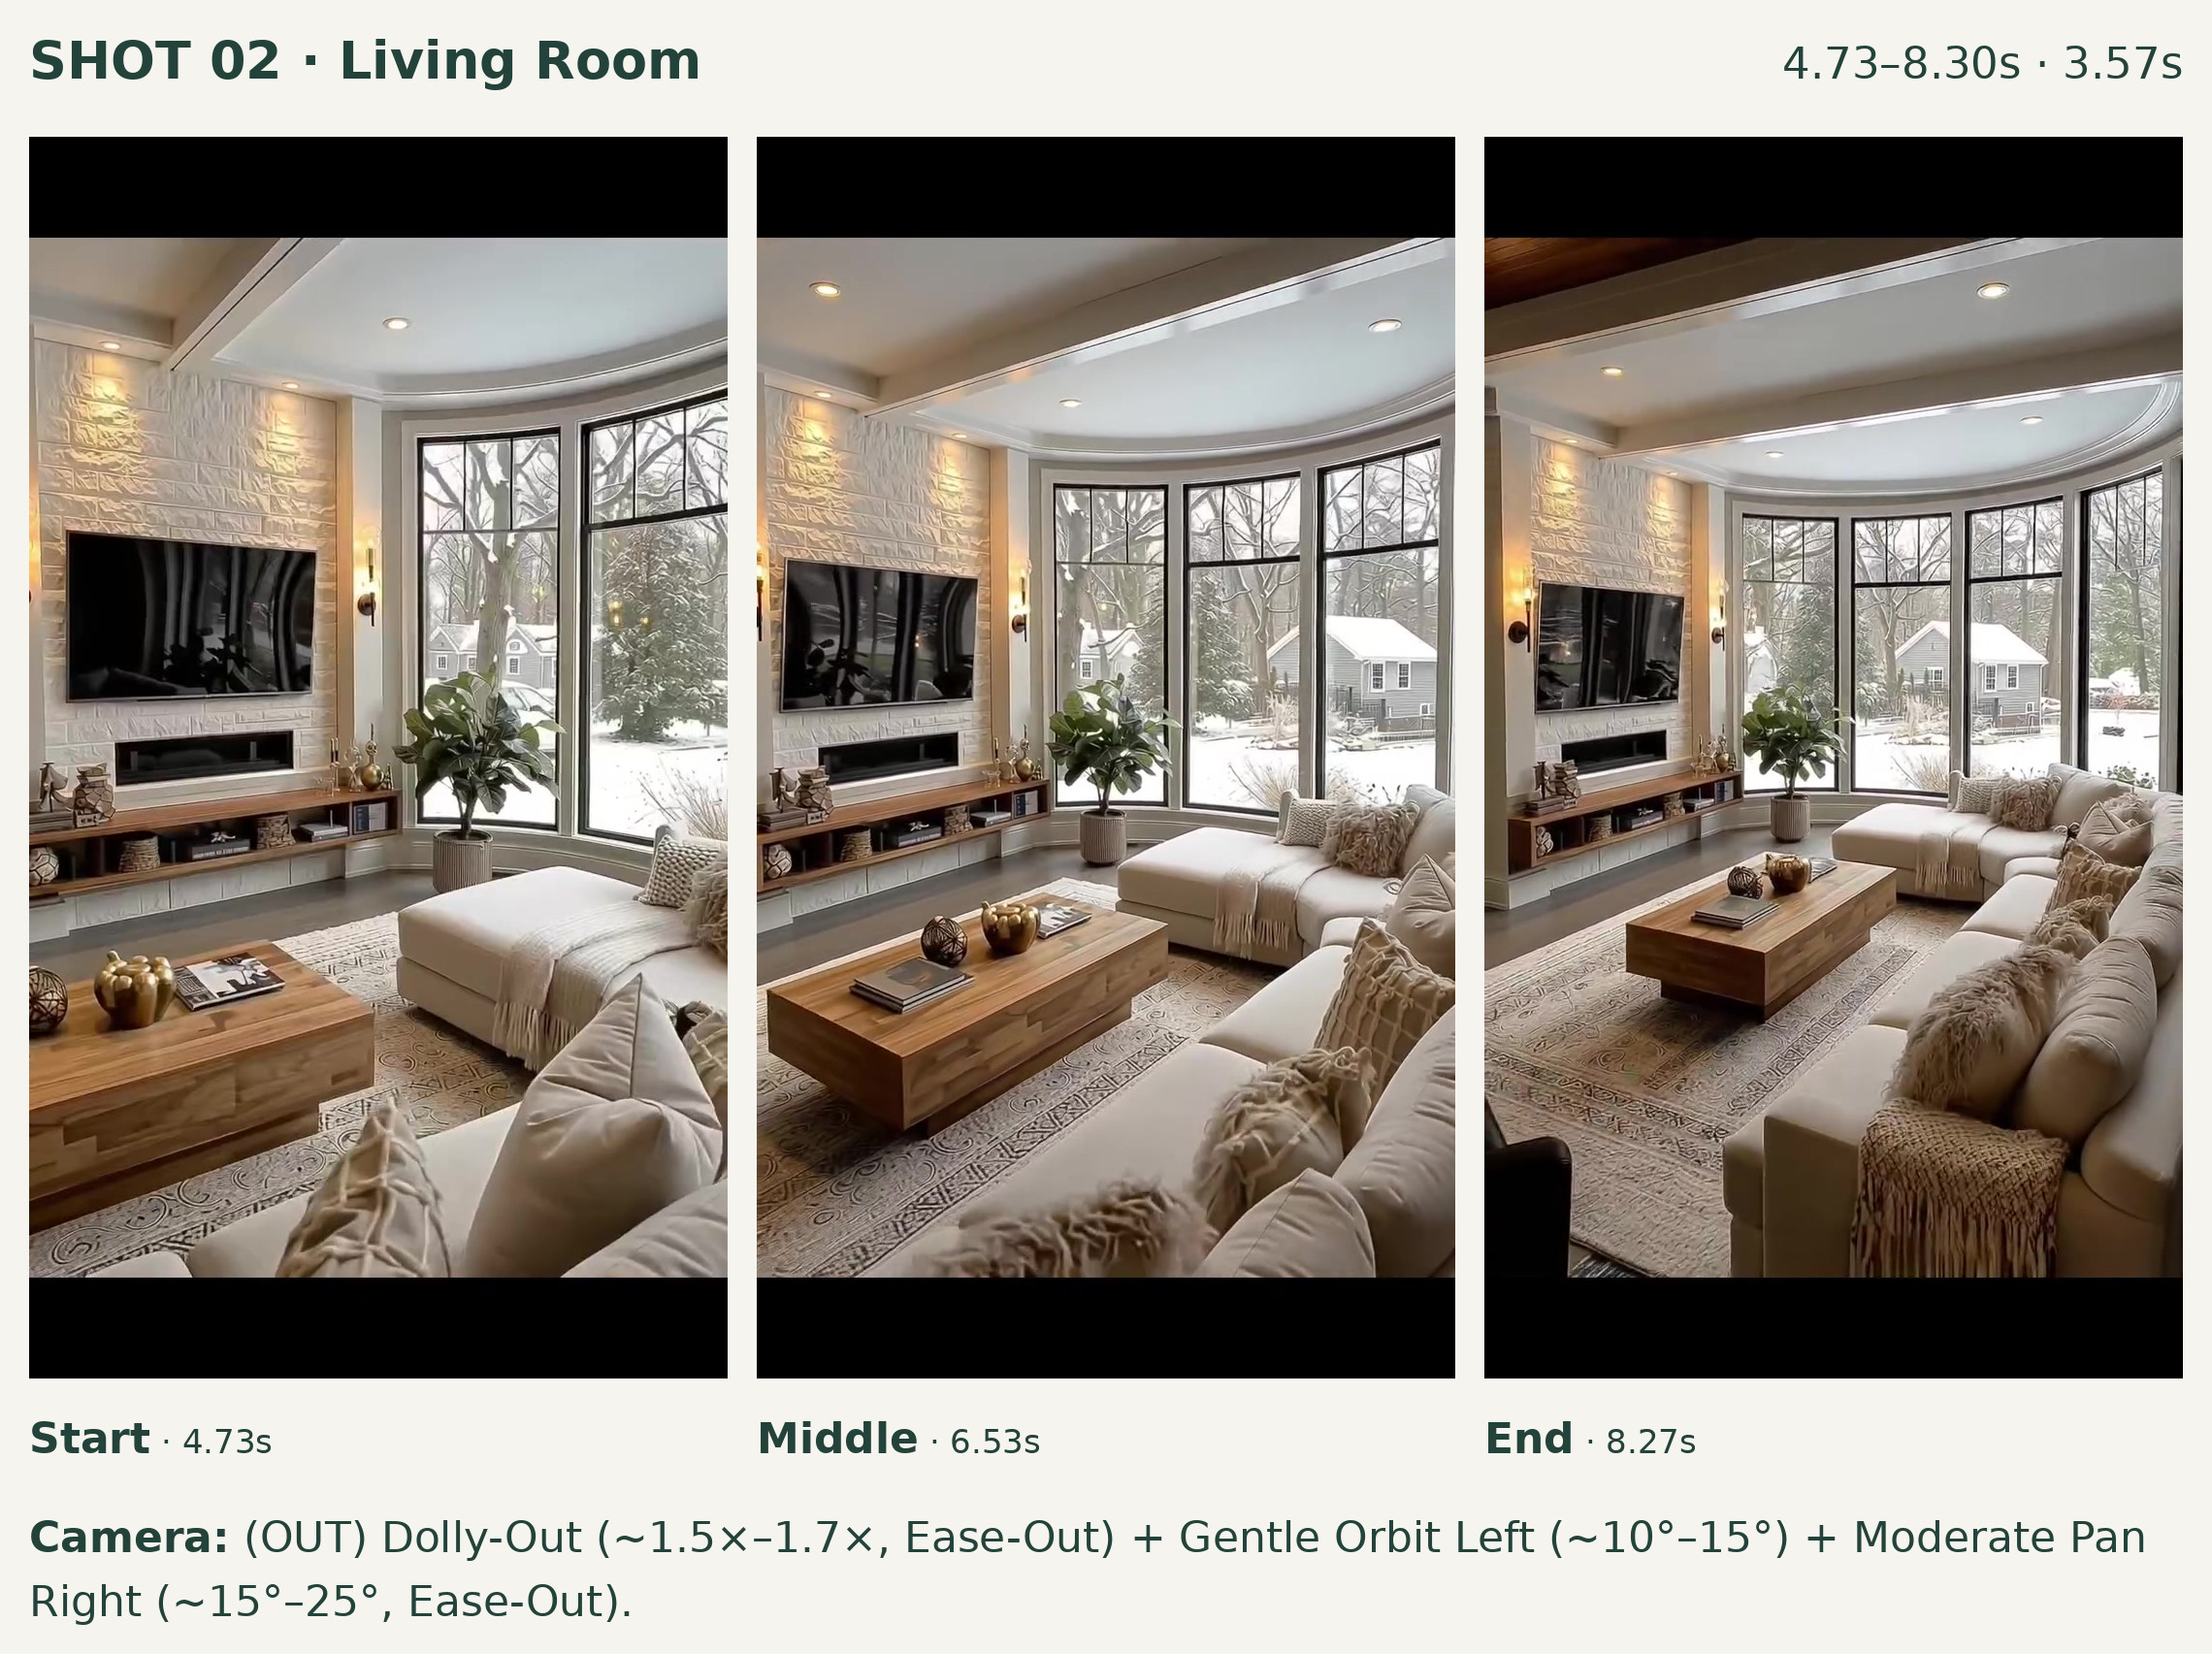 SHOT 02 · Living Room
4.73–8.30s · 3.57s
Start · 4.73s
Middle · 6.53s
End · 8.27s
Camera: (OUT) Dolly-Out (~1.5×–1.7×, Ease-Out) + Gentle Orbit Left (~10°–15°) + Moderate Pan
Right (~15°–25°, Ease-Out).